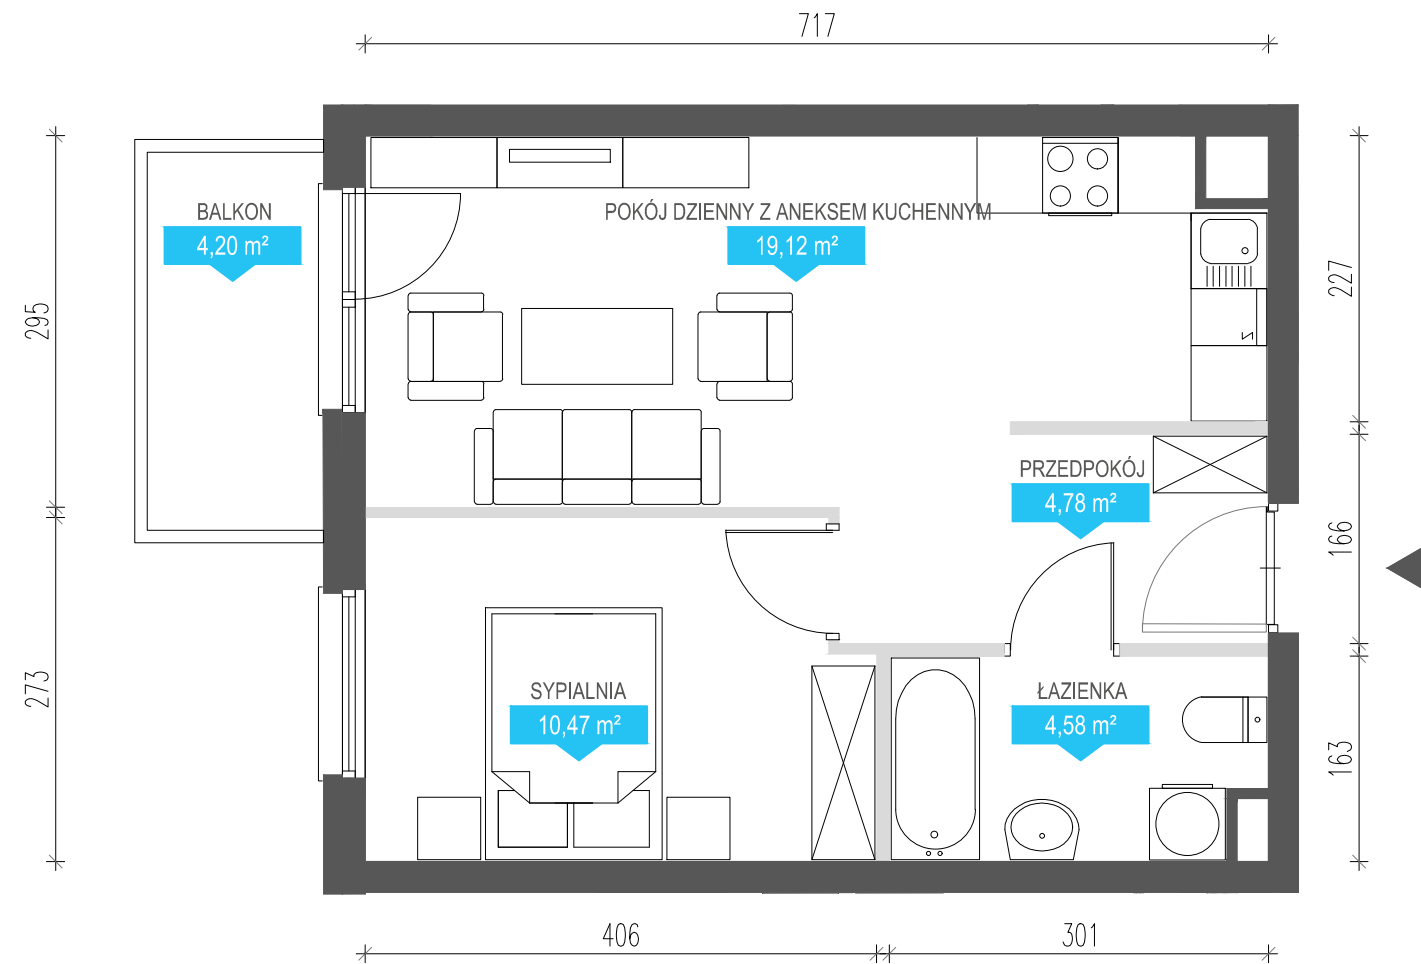 717
BALKON
4,20 m²
POKÓJ DZIENNY Z ANEKSEM KUCHENNYM
19,12 m²
295
227
PRZEDPOKÓJ
4,78 m²
166
273
SYPIALNIA
10,47 m²
ŁAZIENKA
4,58 m²
163
406
301